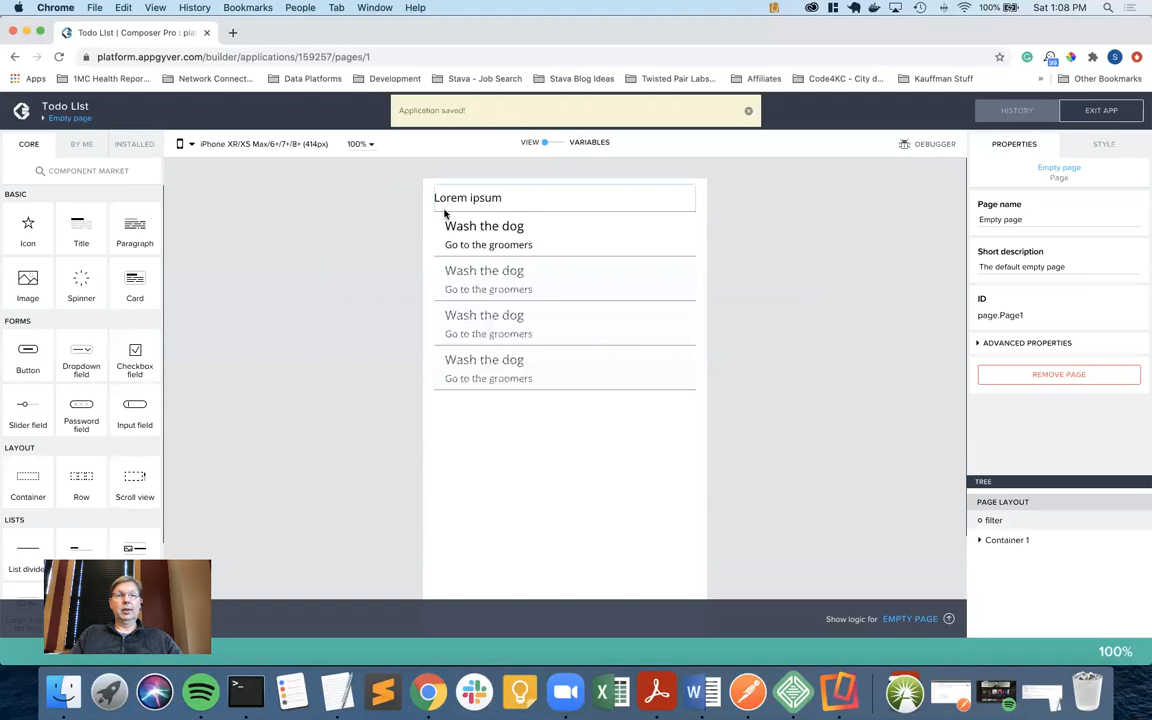 Chrome File Edit View History Bookmarks People Tab Window Help 100% Sat 1:08 PM
Todo LIst | Composer Pro : pla
platform.appgyver.com/builder/applications/159257/pages/1
Apps 1MC Health Repor... Network Connect... Data Platforms Development Stava - Job Search Stava Blog Ideas Twisted Pair Labs... Affiliates Code4KC - City d... Kauffman Stuff » Other Bookmarks
Todo LIst
Empty page
Application saved!
HISTORY
EXIT APP
CORE BY ME INSTALLED
iPhone XR/XS Max/6+/7+/8+ (414px) 100%
VIEW VARIABLES
DEBUGGER
PROPERTIES STYLE
COMPONENT MARKET
BASIC
Icon Title Paragraph
Image Spinner Card
FORMS
Button Dropdown field Checkbox field
Slider field Password field Input field
LAYOUT
Container Row Scroll view
LISTS
List divide
Lorem ipsum
Wash the dog
Go to the groomers
Wash the dog
Go to the groomers
Wash the dog
Go to the groomers
Wash the dog
Go to the groomers
Empty page
Page
Page name
Empty page
Short description
The default empty page
ID
page.Page1
ADVANCED PROPERTIES
REMOVE PAGE
TREE
PAGE LAYOUT
filter
Container 1
Show logic for EMPTY PAGE
100%